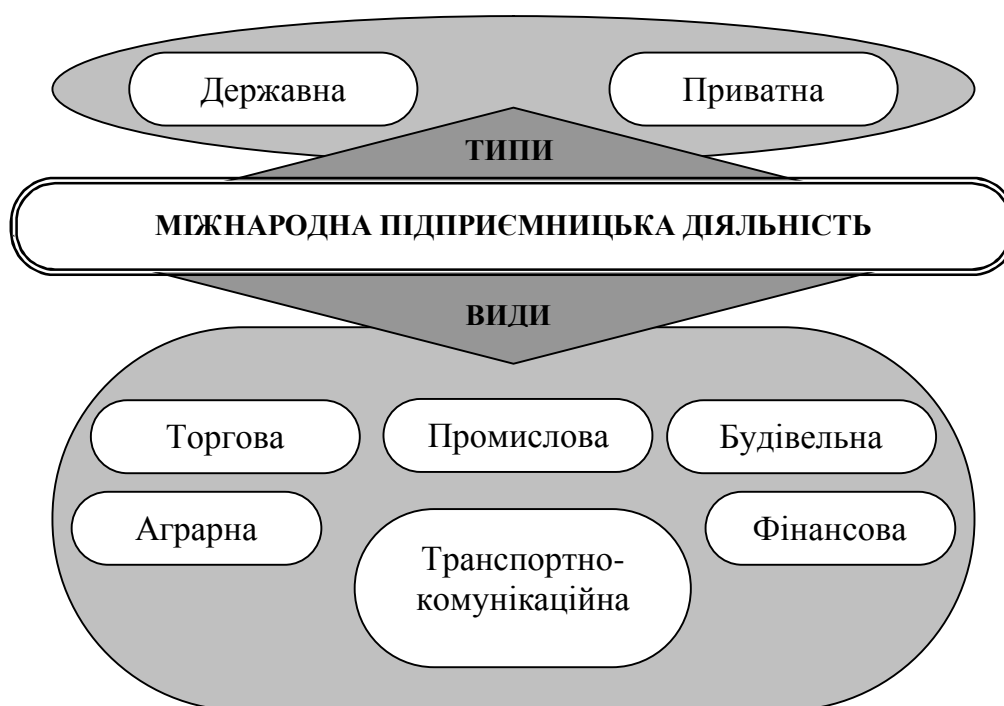 Державна
Приватна
ТИПИ
МІЖНАРОДНА ПІДПРИЄМНИЦЬКА ДІЯЛЬНІСТЬ
ВИДИ
Торгова
Промислова
Будівельна
Аграрна
Транспортно-
комунікаційна
Фінансова